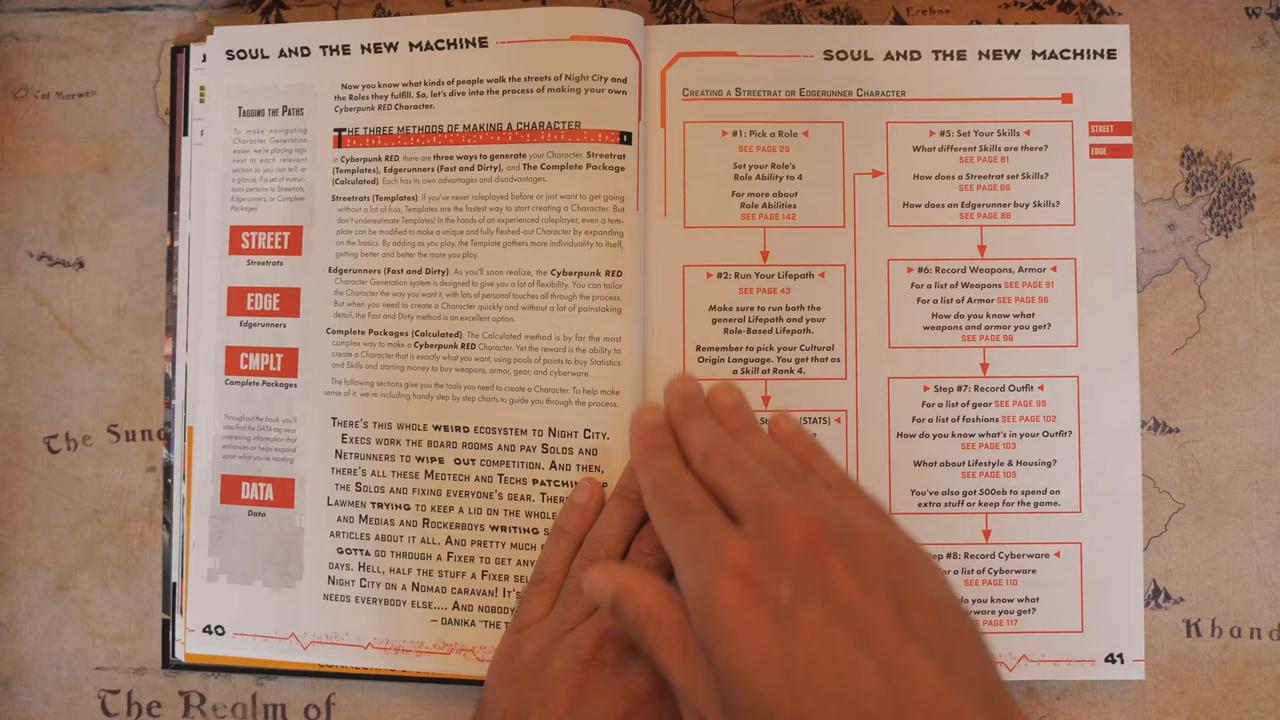 SOUL AND THE NEW MACHINE
Now you know what kinds of people walk the streets of Night City and
the Roles they fulfill. So, let's dive into the process of making your own
Cyberpunk RED Character.
TAGGING THE PATHS
To make navigating
Character Generation
easier, we're placing tags
next to each relevant
section so you can tell, at
a glance, if a set of instruc-
tions pertains to Streetrats,
Edgerunners, or Complete
Packages.
STREET
Streetrats
EDGE
Edgerunners
CMPLT
Complete Packages
Throughout the book, you'll
also find the DATA tag near
interesting information that
enhances or helps expand
upon what you're reading.
DATA
Data
THE THREE METHODS OF MAKING A CHARACTER
In Cyberpunk RED, there are three ways to generate your Character. Streetrat
(Templates), Edgerunners (Fast and Dirty), and The Complete Package
(Calculated). Each has its own advantages and disadvantages.
Streetrats (Templates): If you've never roleplayed before or just want to get going
without a lot of fuss, Templates are the fastest way to start creating a Character. But
don't underestimate Templates! In the hands of an experienced roleplayer, even a tem-
plate can be modified to make a unique and fully fleshed-out Character by expanding
on the basics. By adding as you play, the Template gathers more individuality to itself,
getting better and better the more you play.
Edgerunners (Fast and Dirty): As you'll soon realize, the Cyberpunk RED
Character Generation system is designed to give you a lot of flexibility. You can tailor
the Character the way you want it, with lots of personal touches all through the process.
But when you need to create a Character quickly and without a lot of painstaking
detail, the Fast and Dirty method is an excellent option.
Complete Packages (Calculated): The Calculated method is by far the most
complex way to make a Cyberpunk RED Character. Yet the reward is the ability to
create a Character that is exactly what you want, using pools of points to buy Statistics
and Skills and starting money to buy weapons, armor, gear, and cyberware.
The following sections give you the tools you need to create a Character. To help make
sense of it, we're including handy step by step charts to guide you through the process.
THERE'S THIS WHOLE WEIRD ECOSYSTEM TO NIGHT CITY.
EXECS WORK THE BOARD ROOMS AND PAY SOLOS AND
NETRUNNERS TO WIPE OUT COMPETITION. AND THEN,
THERE'S ALL THESE MEDTECH AND TECHS PATCHING UP
THE SOLOS AND FIXING EVERYONE'S GEAR.
LAWMEN TRYING TO KEEP A LID ON THE WHOLE
AND MEDIAS AND ROCKERBOYS WRITING
ARTICLES ABOUT IT ALL. AND PRETTY MUCH
GOTTA GO THROUGH A FIXER TO GET
DAYS. HELL, HALF THE STUFF A FIXER
NIGHT CITY ON A NOMAD CARAVAN! IT'S
NEEDS EVERYBODY ELSE.... AND NOBODY
— DANIKA "THE
40
SOUL AND THE NEW MACHINE
CREATING A STREETRAT OR EDGERUNNER CHARACTER
STREET
EDGE
#1: Pick a Role
SEE PAGE 29
Set your Role's
Role Ability to 4
For more about
Role Abilities
SEE PAGE 142
#2: Run Your Lifepath
SEE PAGE 43
Make sure to run both the
general Lifepath and your
Role-Based Lifepath.
Remember to pick your Cultural
Origin Language. You get that as
a Skill at Rank 4.
(STATS)
?
#5: Set Your Skills
What different Skills are there?
SEE PAGE 81
How does a Streetrat set Skills?
SEE PAGE 86
How does an Edgerunner buy Skills?
SEE PAGE 88
#6: Record Weapons, Armor
For a list of Weapons SEE PAGE 91
For a list of Armor SEE PAGE 96
How do you know what
weapons and armor you get?
SEE PAGE 98
Step #7: Record Outfit
For a list of gear SEE PAGE 99
For a list of fashions SEE PAGE 102
How do you know what's in your Outfit?
SEE PAGE 103
What about Lifestyle & Housing?
SEE PAGE 105
You've also got 500eb to spend on
extra stuff or keep for the game.
#8: Record Cyberware
a list of Cyberware
SEE PAGE 110
do you know what
you get?
PAGE 117
41
Col Marwen
Erebor
The Sund
Khand
The Realm of